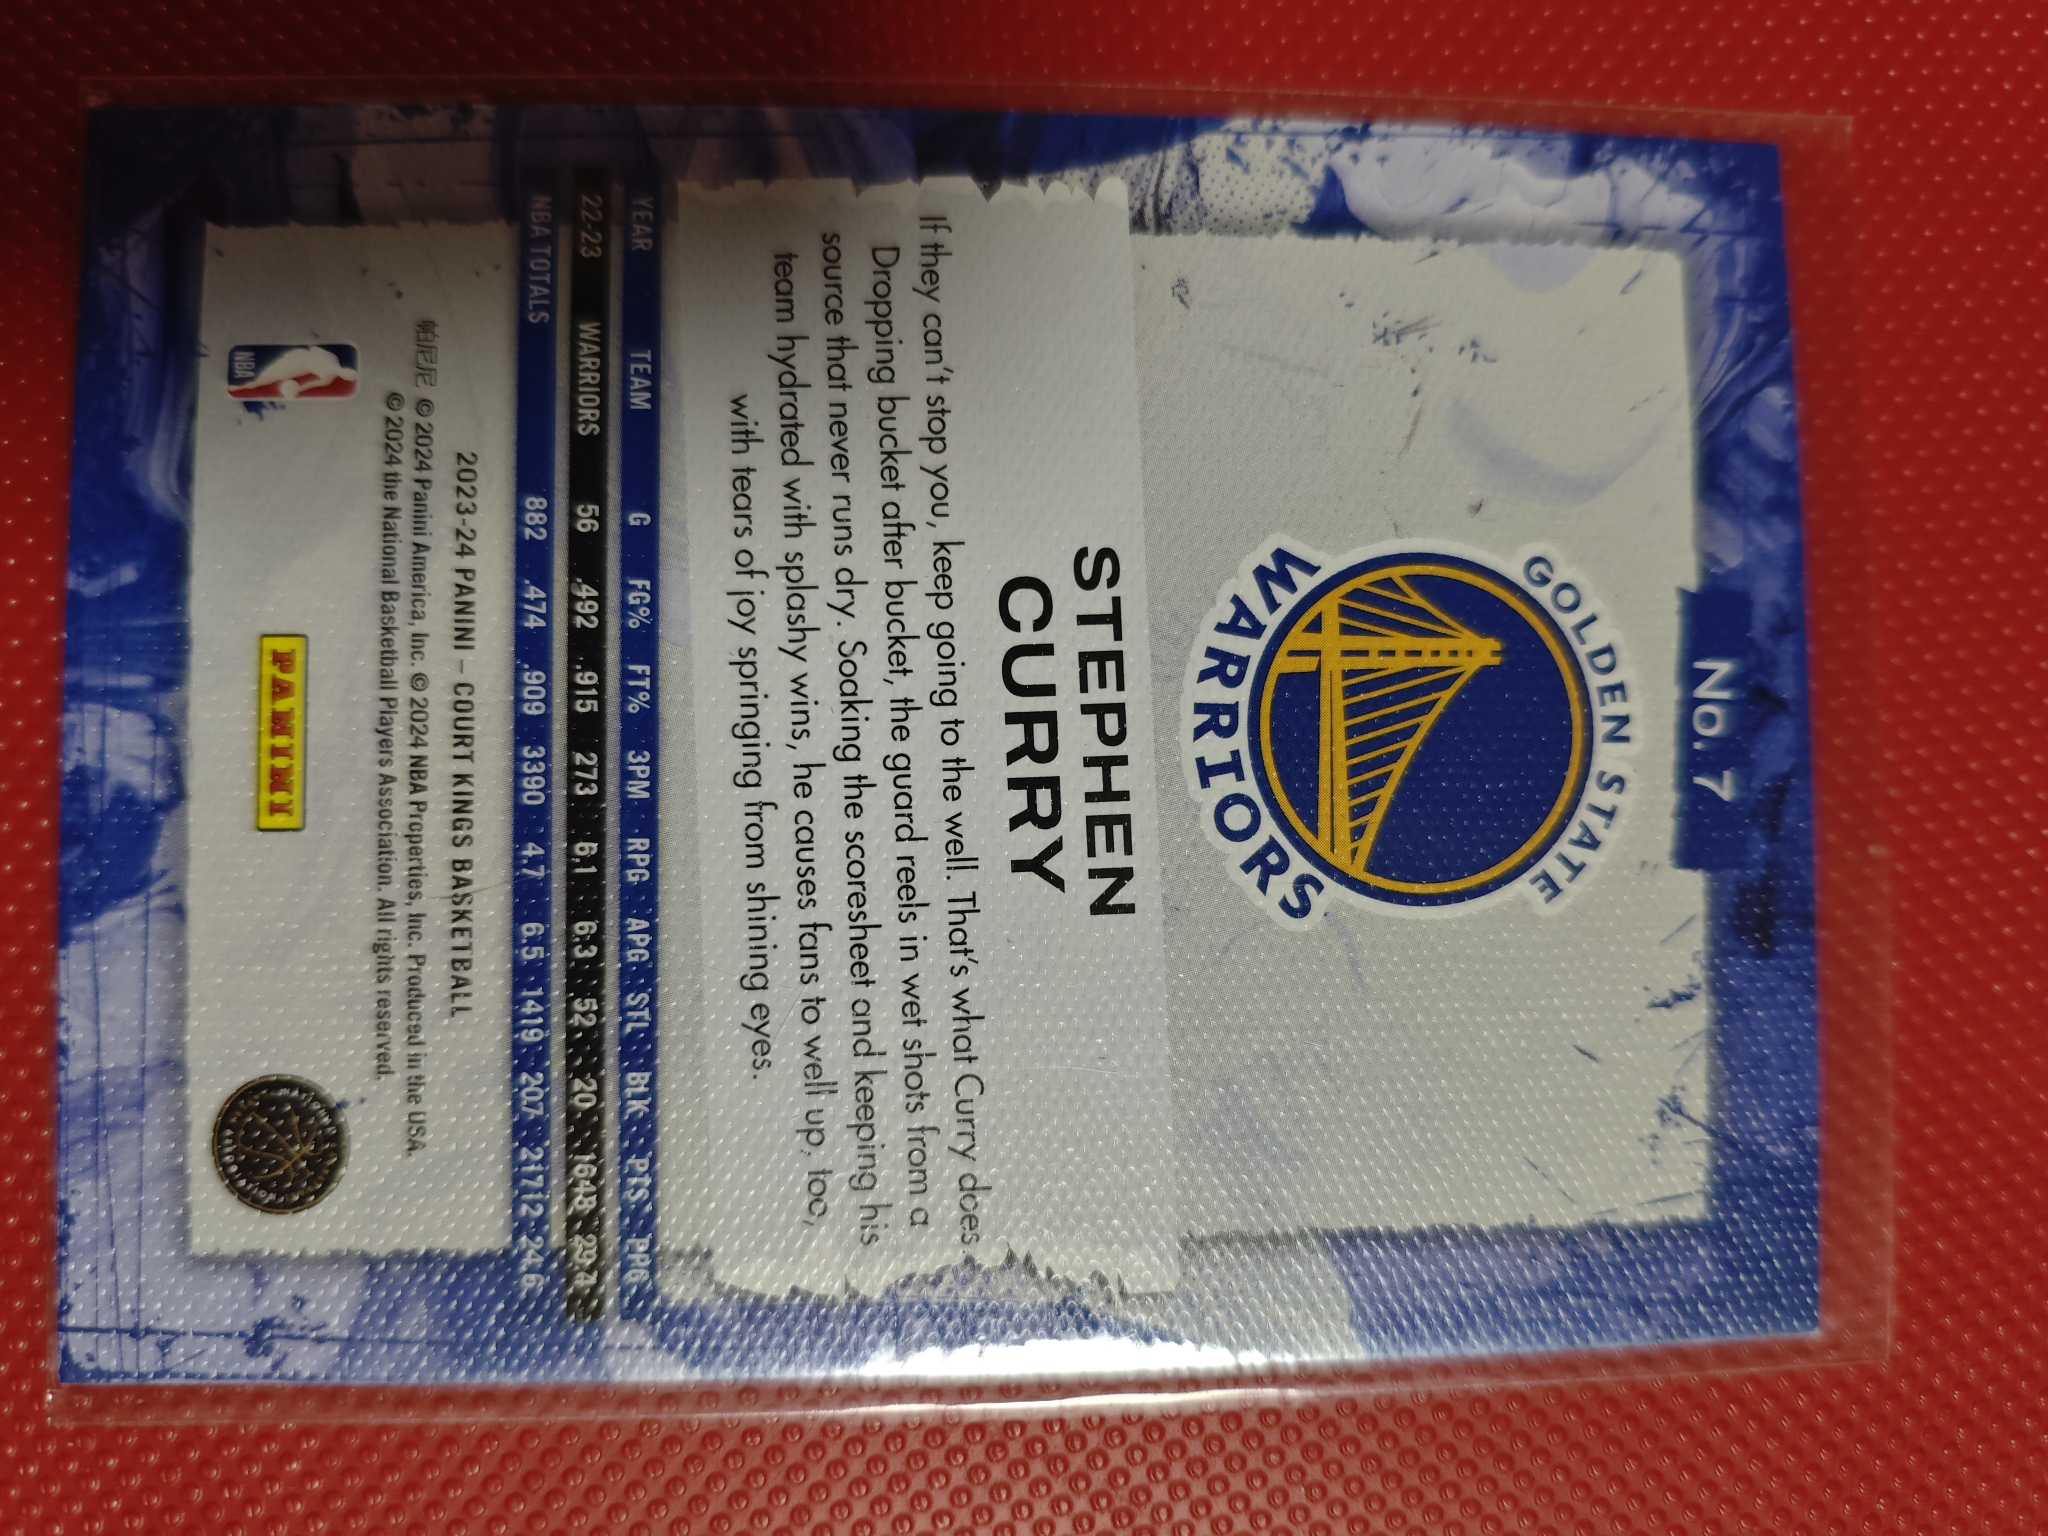 No. 7
GOLDEN STATE
WARRIORS
STEPHEN
CURRY
If they can't stop you, keep going to the well. That's what Curry does.
Dropping bucket after bucket, the guard reels in wet shots from a
source that never runs dry. Soaking the scoresheet and keeping his
team hydrated with splashy wins, he causes fans to well up, too,
with tears of joy springing from shining eyes.
YEAR TEAM G FG% FT% 3PM RPG APG STL BLK PTS PPG
22-23 WARRIORS 56 .492 .915 273 6.1 6.3 52 20 1648 29.4
NBA TOTALS 882 .474 .909 3390 4.7 6.5 1419 207 21712 24.6
2023-24 PANINI – COURT KINGS BASKETBALL
帕尼尼 © 2024 Panini America, Inc. © 2024 NBA Properties, Inc. Produced in the USA.
© 2024 the National Basketball Players Association. All rights reserved.
NBA
PANINI